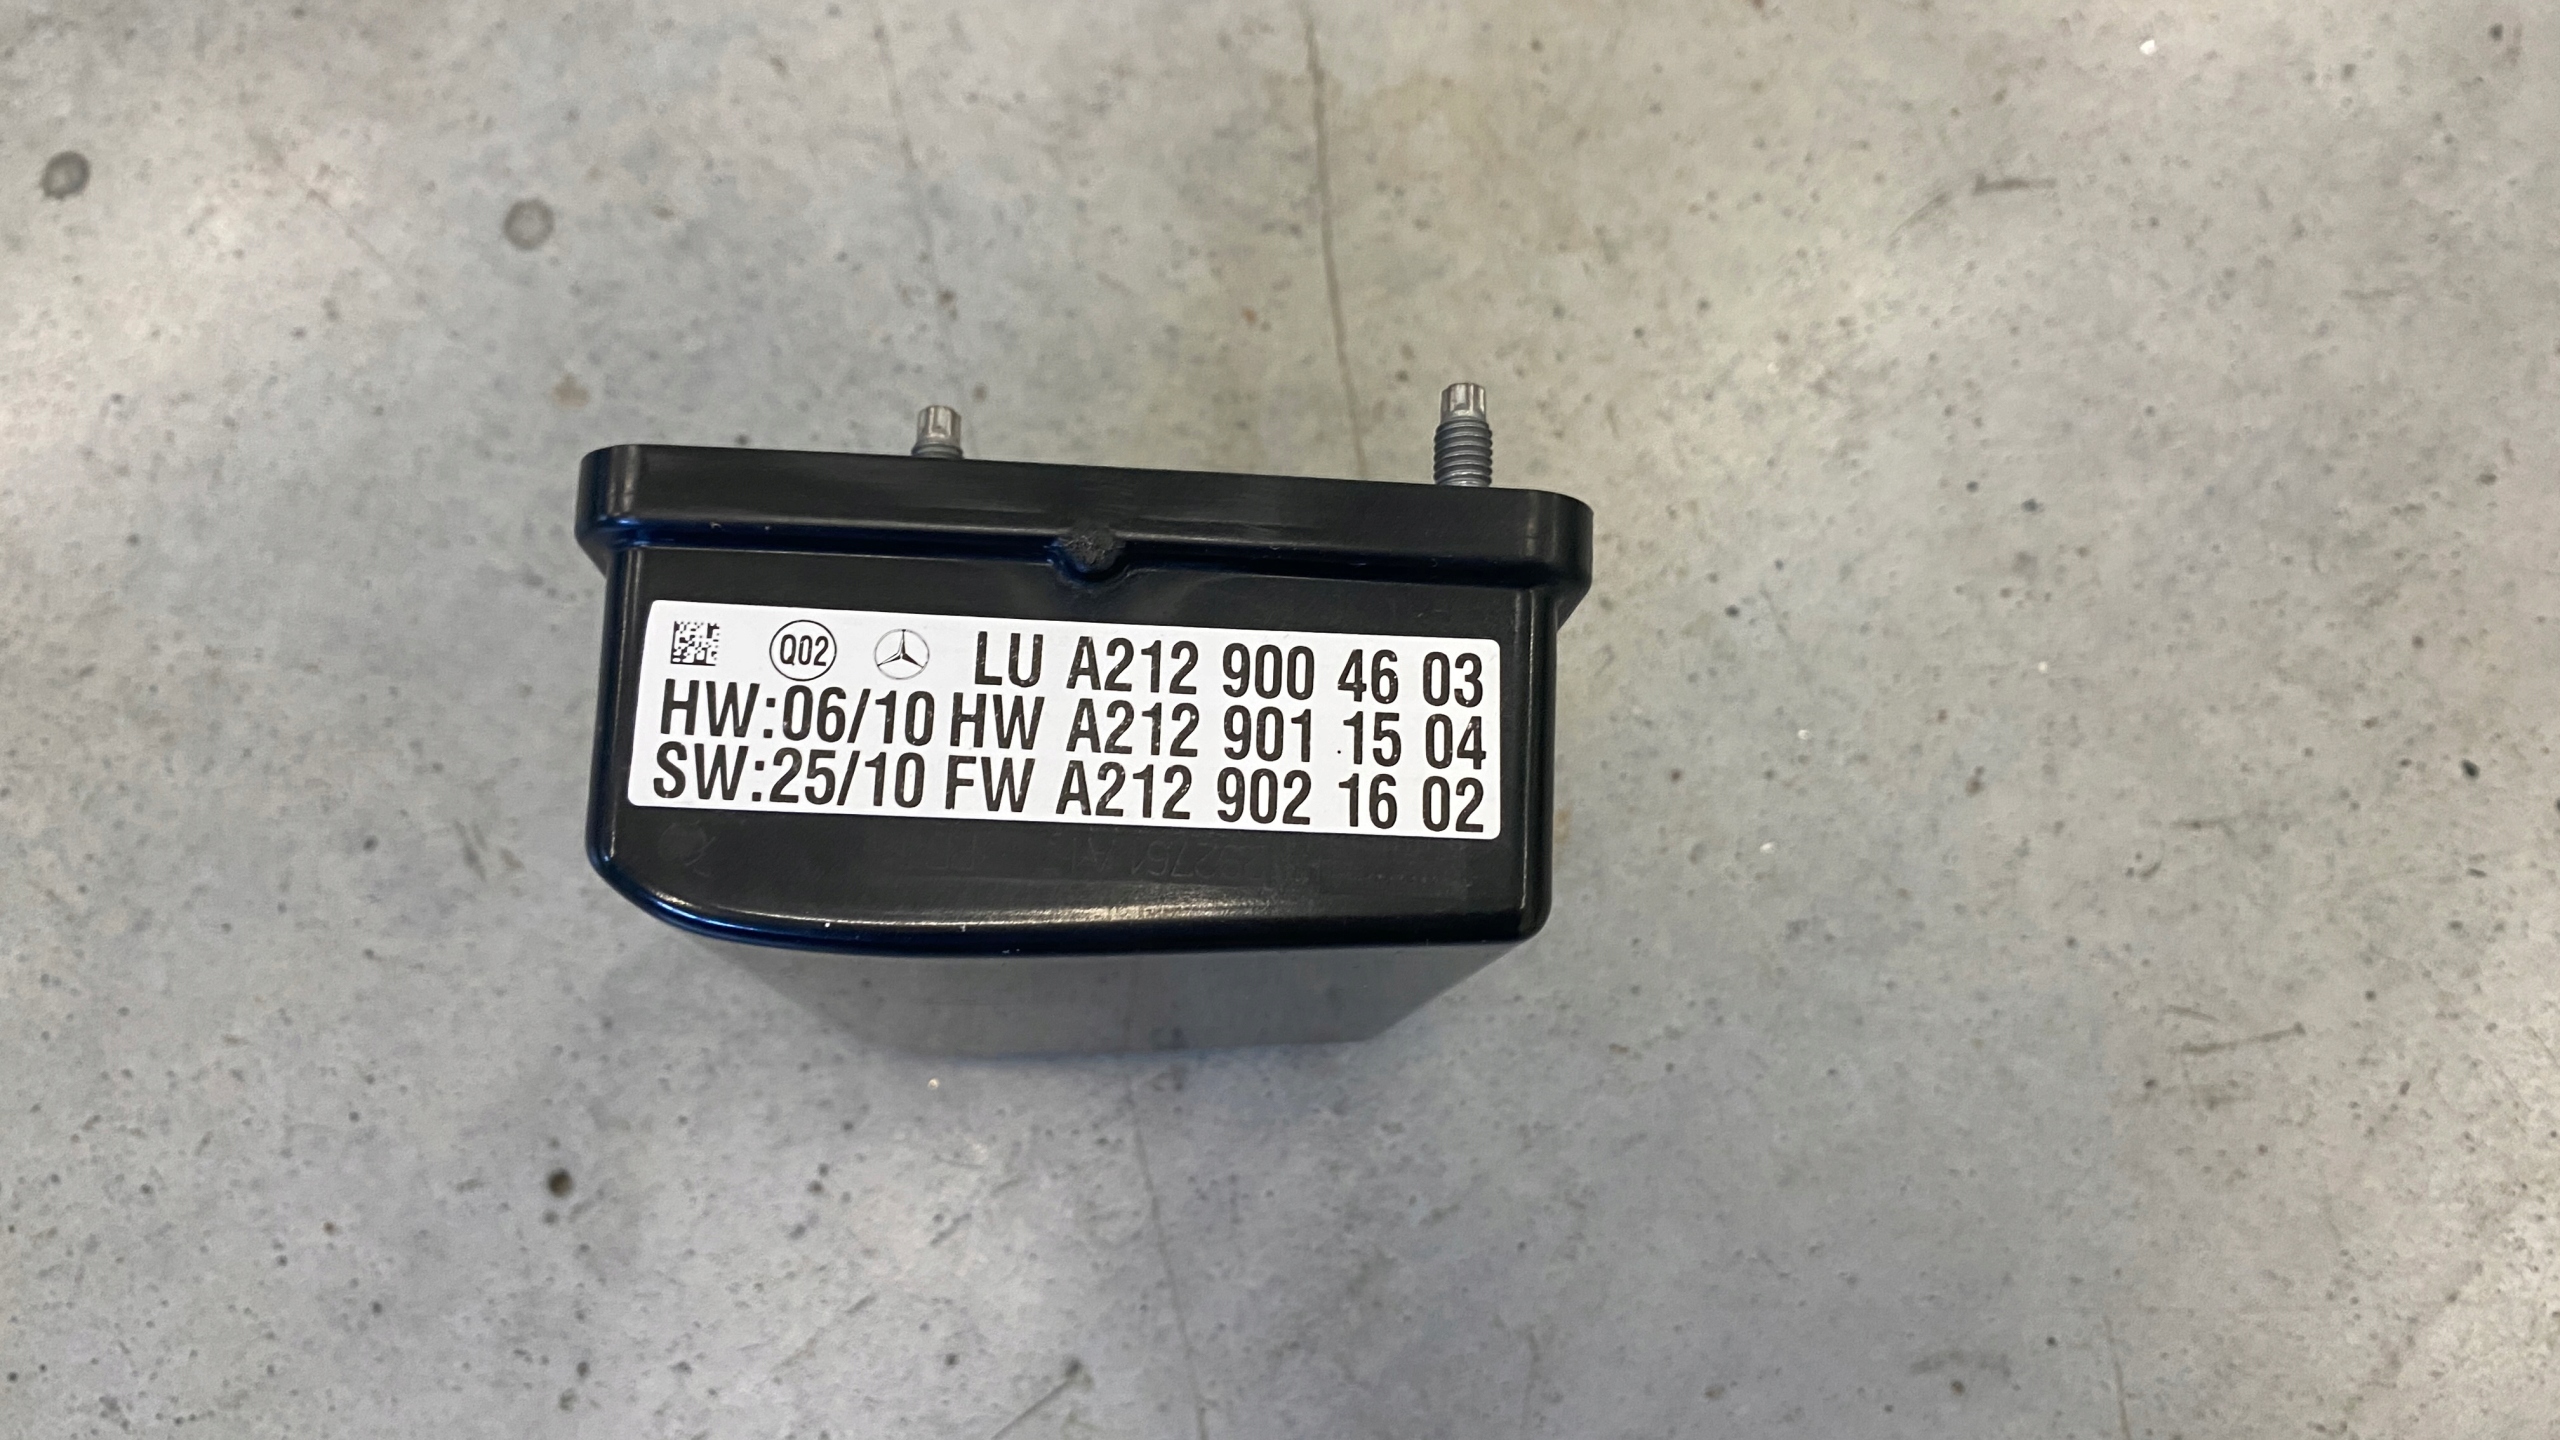 Q02 LU A212 900 46 03
HW:06/10 HW A212 901 15 04
SW:25/10 FW A212 902 16 02